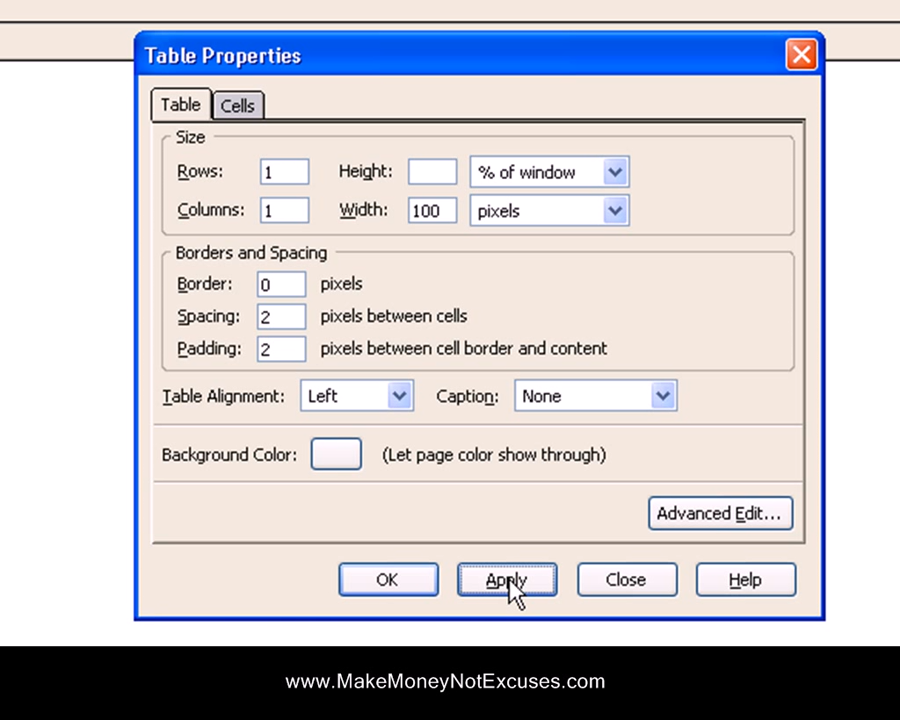 Table Properties
Table Cells
Size
Rows: 1 Height: % of window
Columns: 1 Width: 100 pixels
Borders and Spacing
Border: 0 pixels
Spacing: 2 pixels between cells
Padding: 2 pixels between cell border and content
Table Alignment: Left Caption: None
Background Color: (Let page color show through)
Advanced Edit...
OK Apply Close Help
www.MakeMoneyNotExcuses.com